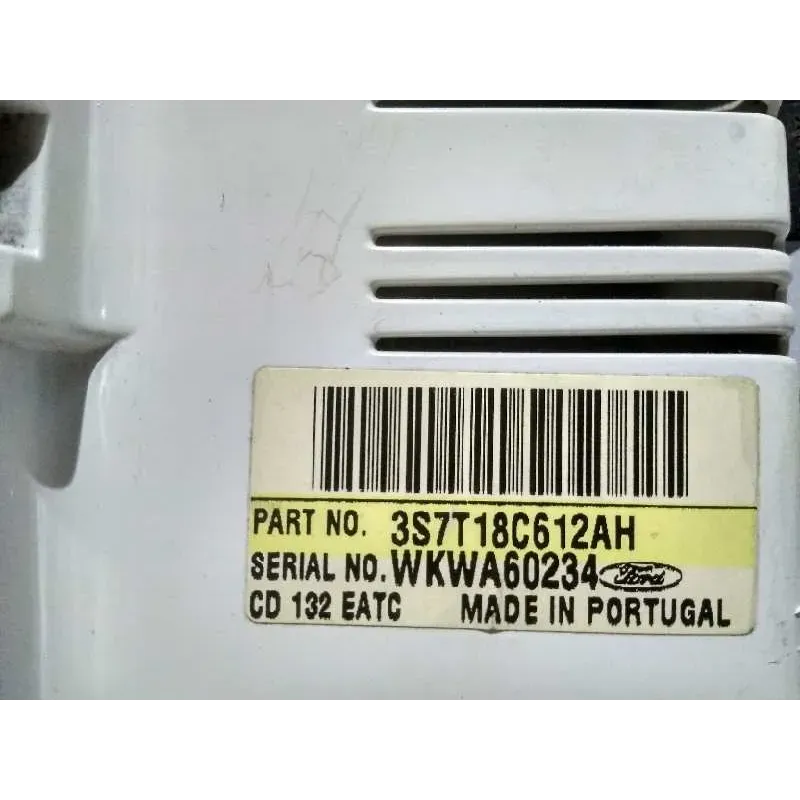 PART NO. 3S7T18C612AH
SERIAL NO. WKWA60234 Ford
CD 132 EATC MADE IN PORTUGAL